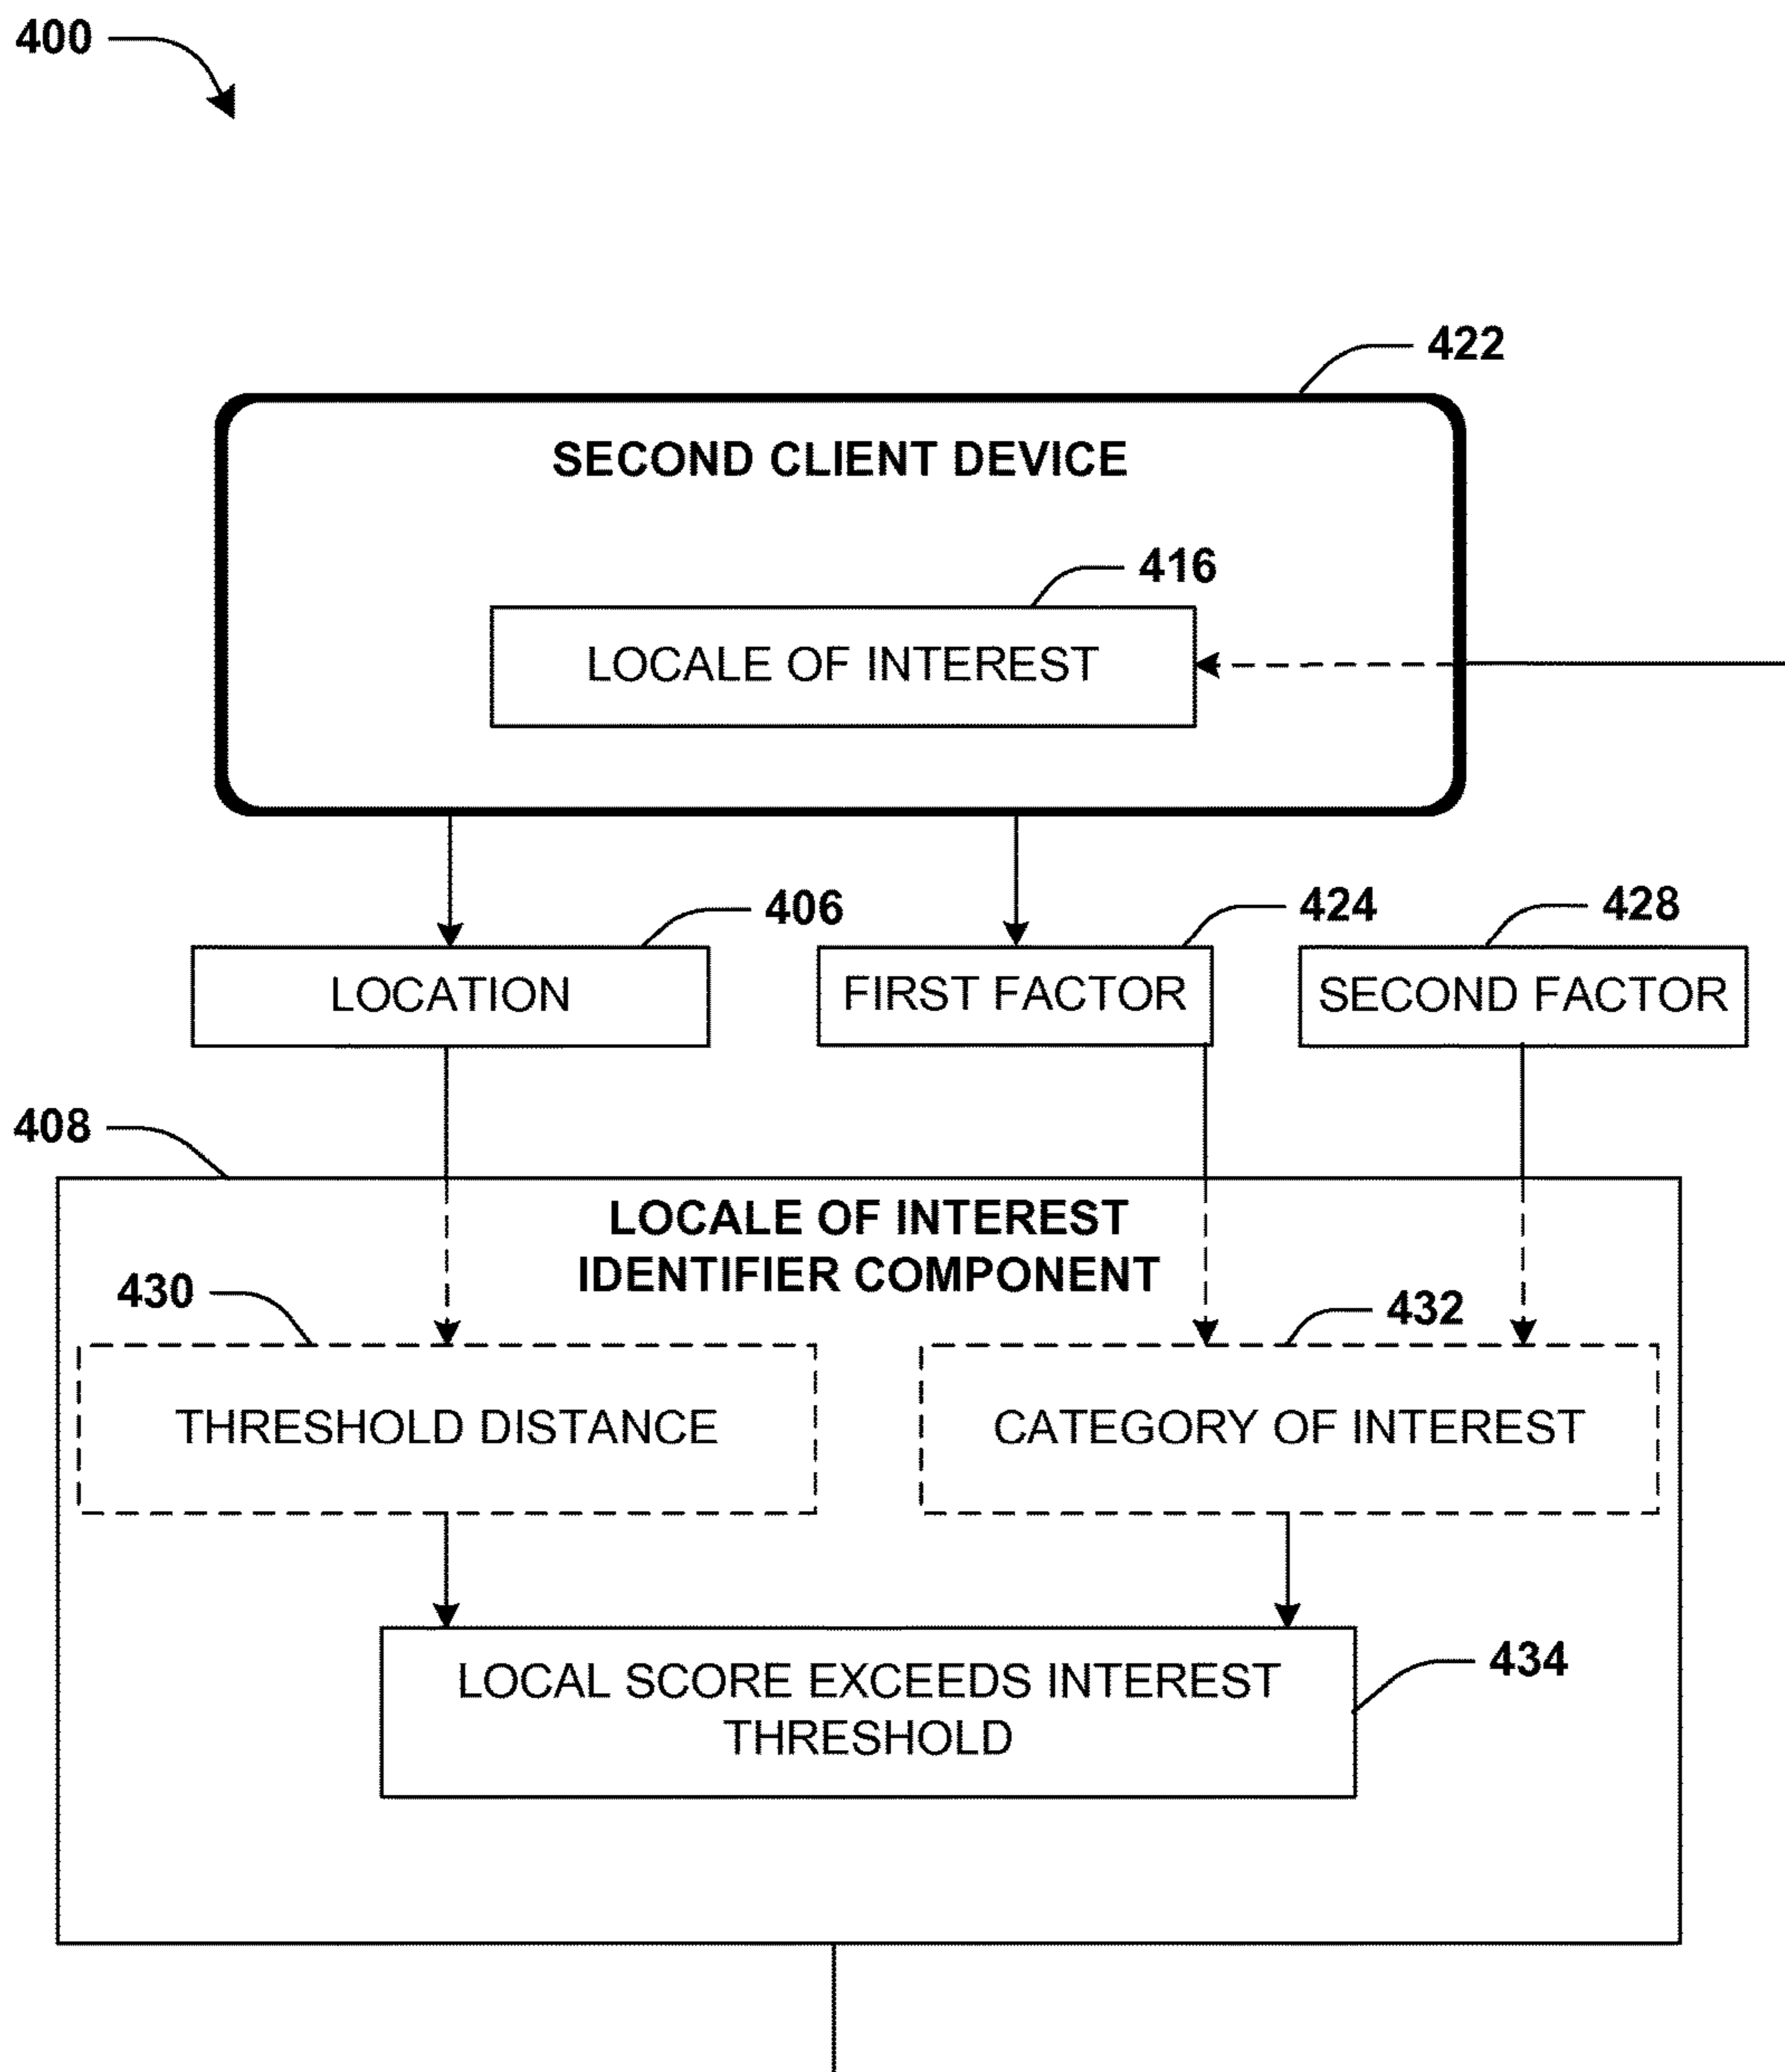 400
422
SECOND CLIENT DEVICE
416
LOCALE OF INTEREST
406
424
428
LOCATION
FIRST FACTOR
SECOND FACTOR
408
LOCALE OF INTEREST
IDENTIFIER COMPONENT
430
432
THRESHOLD DISTANCE
CATEGORY OF INTEREST
LOCAL SCORE EXCEEDS INTEREST
THRESHOLD
434